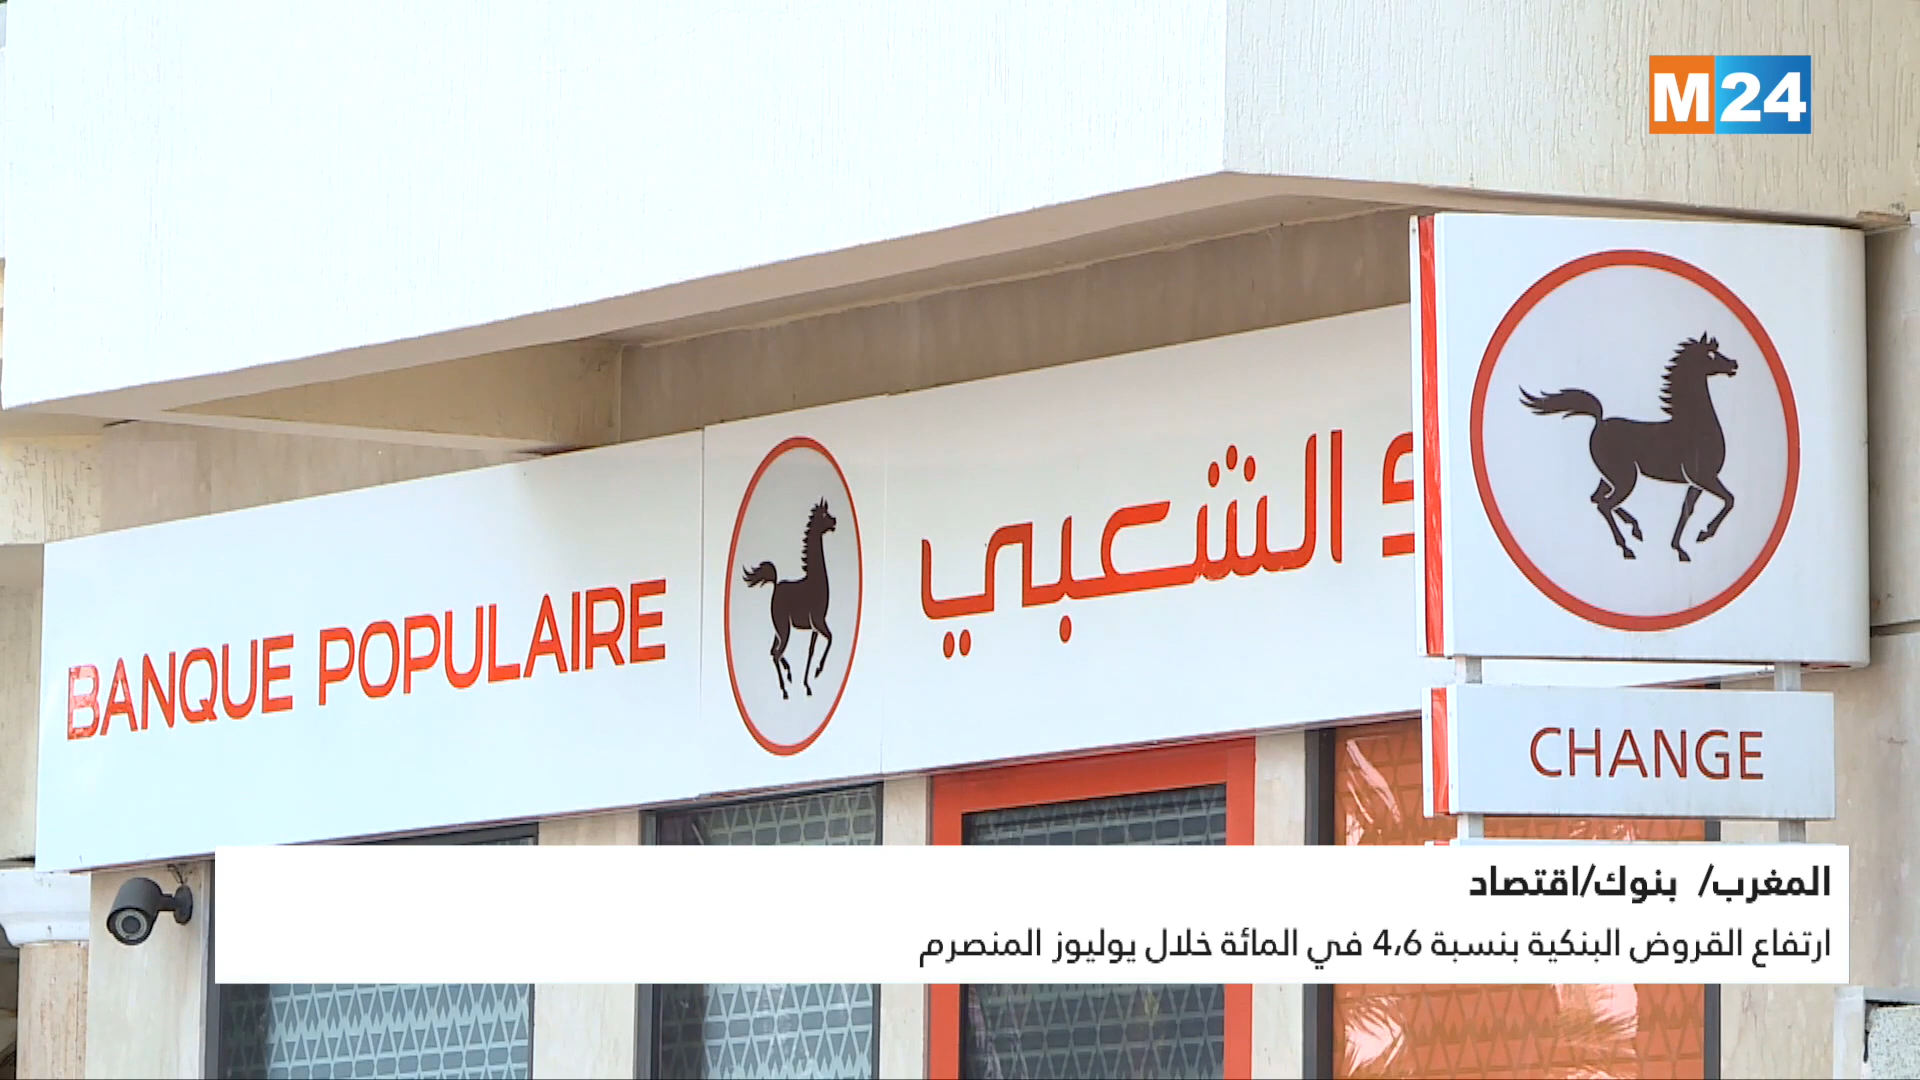 M24
BANQUE POPULAIRE
الشعبي
CHANGE
المغرب/ بنوك/اقتصاد
ارتفاع القروض البنكية بنسبة 4،6 في المائة خلال يوليوز المنصرم